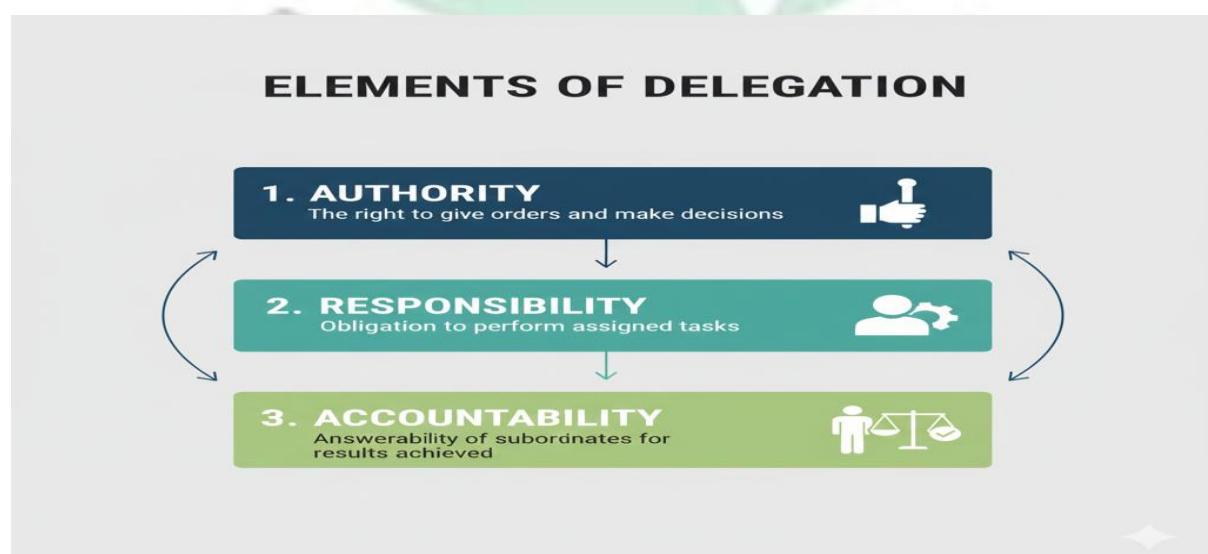 ELEMENTS OF DELEGATION
1. AUTHORITY
The right to give orders and make decisions
2. RESPONSIBILITY
Obligation to perform assigned tasks
3. ACCOUNTABILITY
Answerability of subordinates for
results achieved